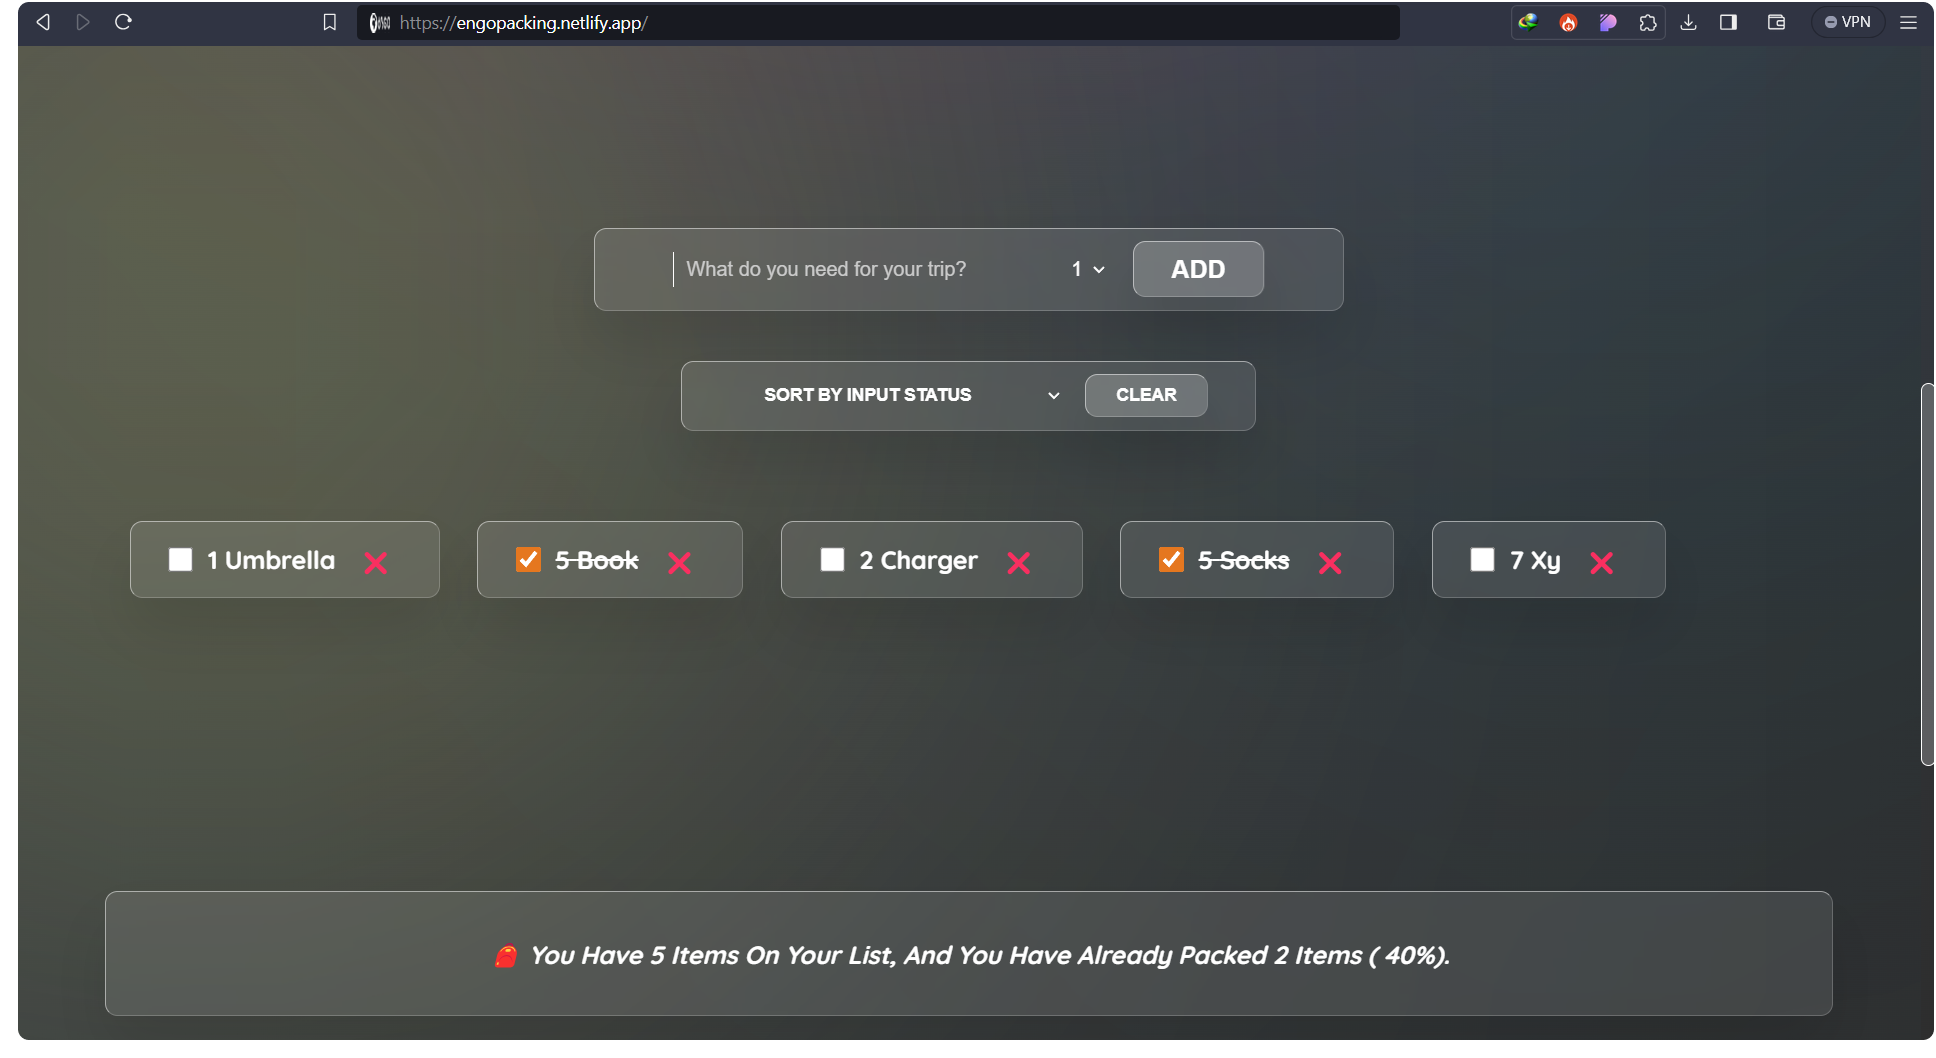 https://engopacking.netlify.app/
VPN
What do you need for your trip? 1 ADD
SORT BY INPUT STATUS CLEAR
1 Umbrella 5 Book 2 Charger 5 Socks 7 Xy
You Have 5 Items On Your List, And You Have Already Packed 2 Items ( 40%).